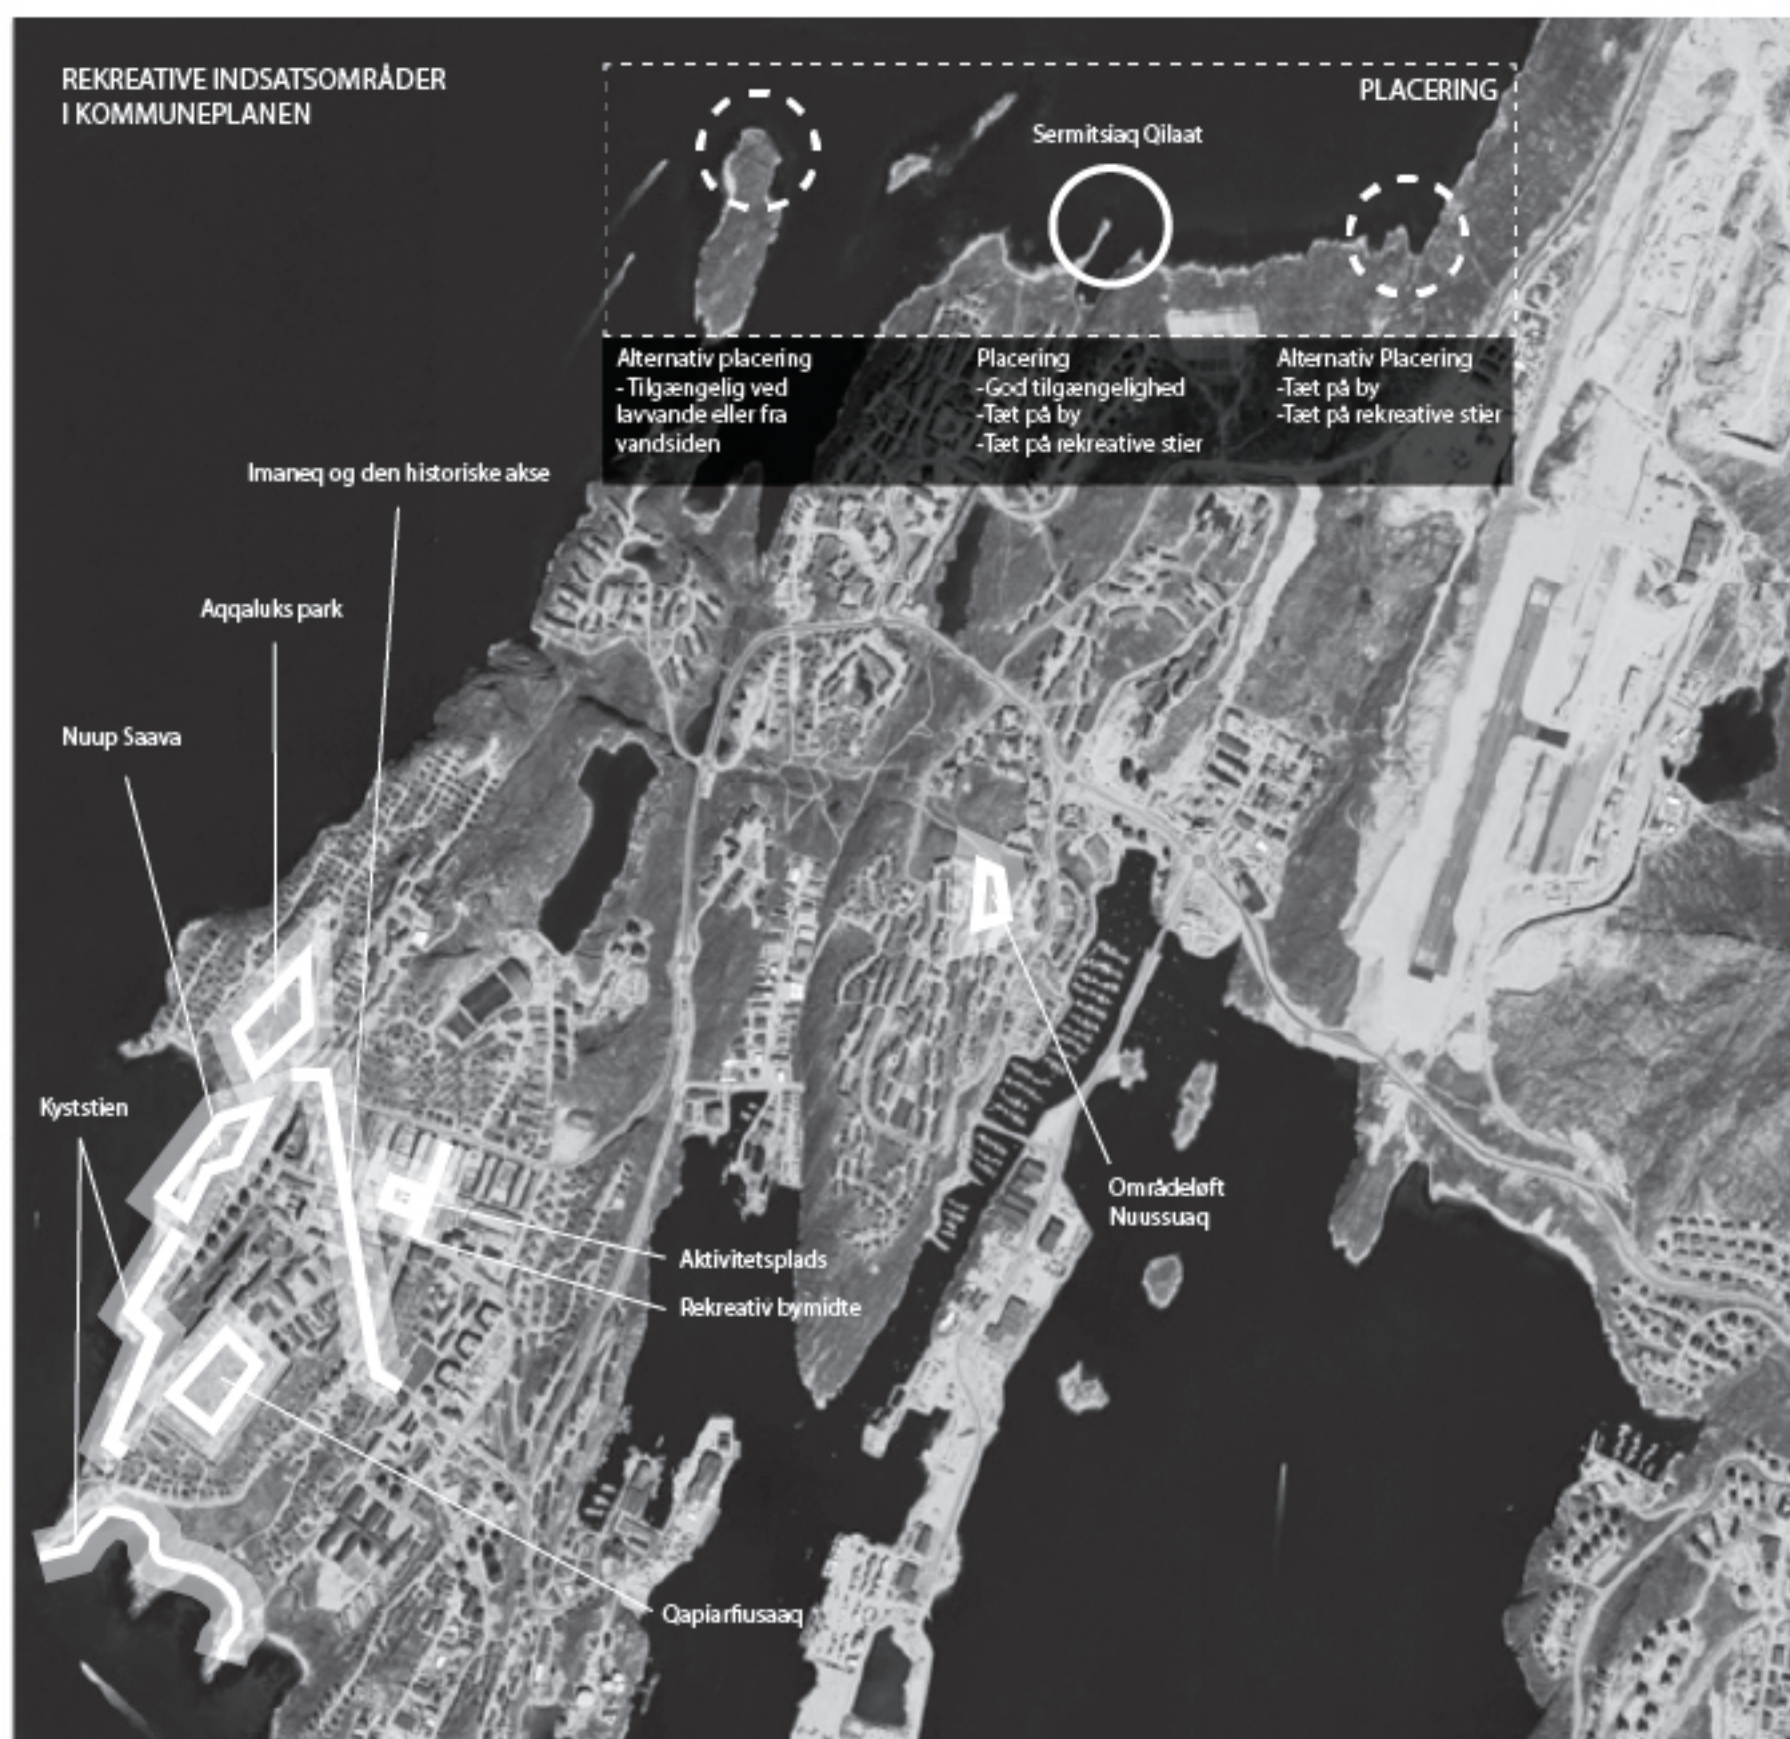 REKREATIVE INDSATSOMRÅDER
I KOMMUNEPLANEN
PLACERING
Sermitsiaq Qilaat
Alternativ placering
- Tilgængelig ved
lavvande eller fra
vandsiden
Placering
-God tilgængelighed
-Tæt på by
-Tæt på rekreative stier
Alternativ Placering
-Tæt på by
-Tæt på rekreative stier
Imaneq og den historiske akse
Aqqaluks park
Nuup Saava
Kyststien
Områdeløft
Nuussuaq
Aktivitetsplads
Rekreativ bymidte
Qapiarfiusaaq